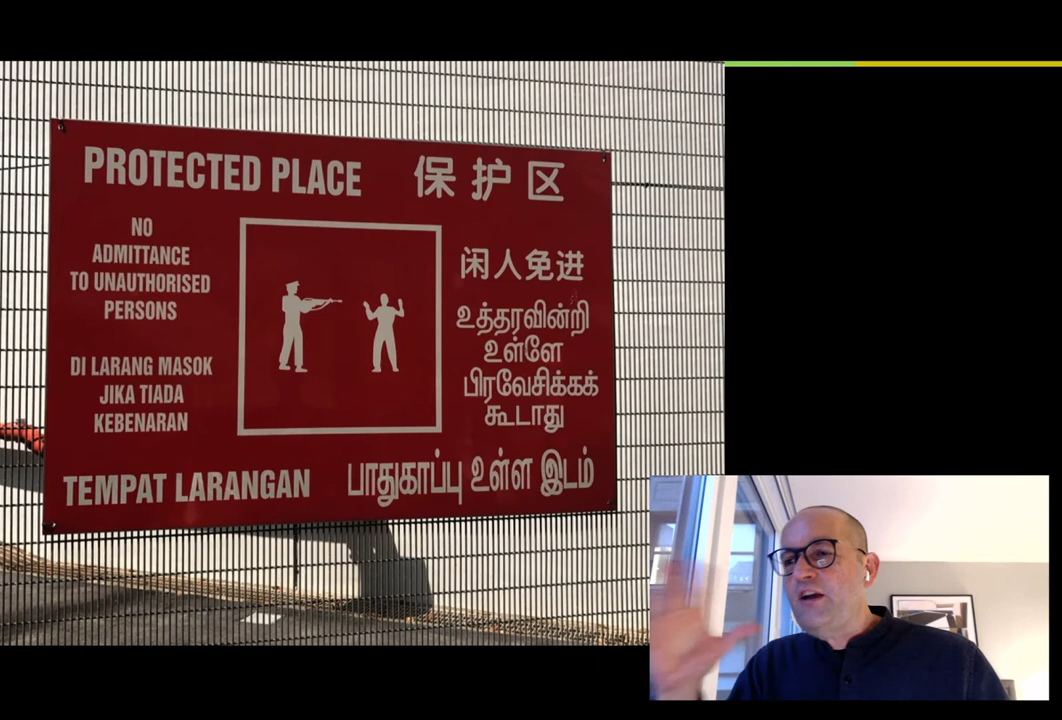 PROTECTED PLACE
保护区
NO
ADMITTANCE
TO UNAUTHORISED
PERSONS
DI LARANG MASOK
JIKA TIADA
KEBENARAN
闲人免进
உத்தரவின்றி
உள்ளே
பிரவேசிக்கக்
கூடாது
TEMPAT LARANGAN
பாதுகாப்பு உள்ள இடம்